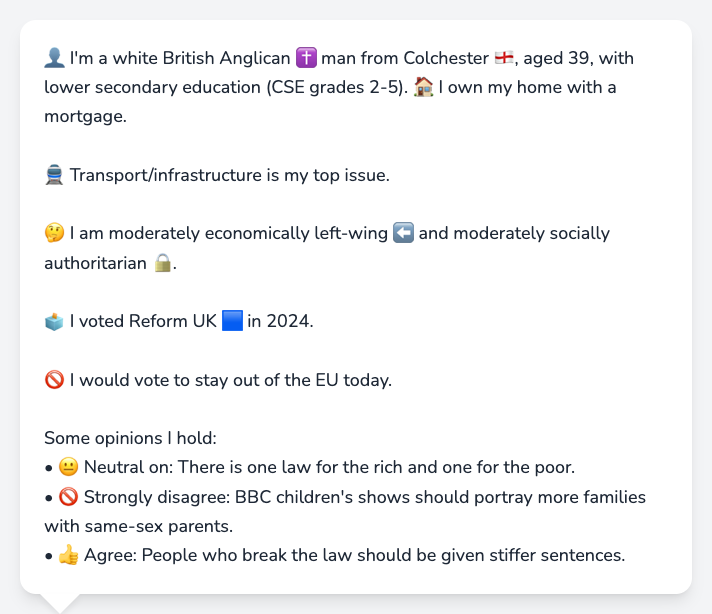 👤 I'm a white British Anglican ✝️ man from Colchester 🏴󠁧󠁢󠁥󠁮󠁧󠁿, aged 39, with
lower secondary education (CSE grades 2-5). 🏠 I own my home with a
mortgage.
🚆 Transport/infrastructure is my top issue.
🤔 I am moderately economically left-wing ⬅️ and moderately socially
authoritarian 🔒.
🗳️ I voted Reform UK 🟦 in 2024.
🚫 I would vote to stay out of the EU today.
Some opinions I hold:
• 😐 Neutral on: There is one law for the rich and one for the poor.
• 🚫 Strongly disagree: BBC children's shows should portray more families
with same-sex parents.
• 👍 Agree: People who break the law should be given stiffer sentences.